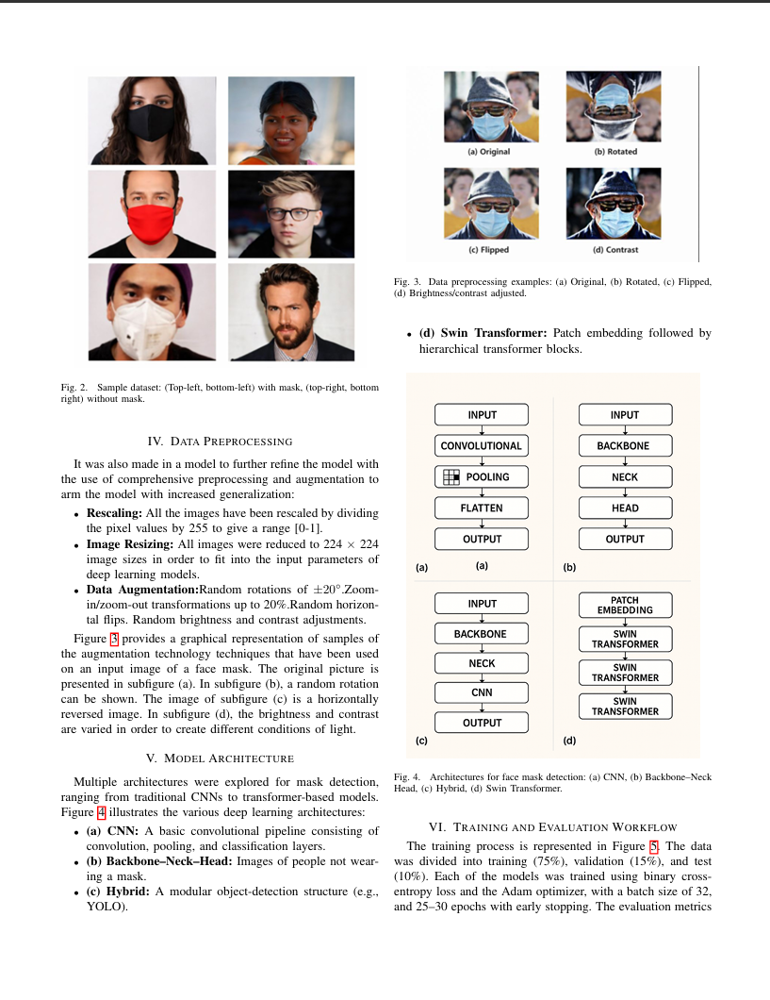 Fig. 2. Sample dataset: (Top-left, bottom-left) with mask, (top-right, bottom
right) without mask.
IV. DATA PREPROCESSING
It was also made in a model to further refine the model with
the use of comprehensive preprocessing and augmentation to
arm the model with increased generalization:
• Rescaling: All the images have been rescaled by dividing
the pixel values by 255 to give a range [0-1].
• Image Resizing: All images were reduced to 224 × 224
image sizes in order to fit into the input parameters of
deep learning models.
• Data Augmentation:Random rotations of ±20°.Zoom-
in/zoom-out transformations up to 20%.Random horizon-
tal flips. Random brightness and contrast adjustments.
Figure 3 provides a graphical representation of samples of
the augmentation technology techniques that have been used
on an input image of a face mask. The original picture is
presented in subfigure (a). In subfigure (b), a random rotation
can be shown. The image of subfigure (c) is a horizontally
reversed image. In subfigure (d), the brightness and contrast
are varied in order to create different conditions of light.
V. MODEL ARCHITECTURE
Multiple architectures were explored for mask detection,
ranging from traditional CNNs to transformer-based models.
Figure 4 illustrates the various deep learning architectures:
• (a) CNN: A basic convolutional pipeline consisting of
convolution, pooling, and classification layers.
• (b) Backbone–Neck–Head: Images of people not wear-
ing a mask.
• (c) Hybrid: A modular object-detection structure (e.g.,
YOLO).
(a) Original
(b) Rotated
(c) Flipped
(d) Contrast
Fig. 3. Data preprocessing examples: (a) Original, (b) Rotated, (c) Flipped,
(d) Brightness/contrast adjusted.
• (d) Swin Transformer: Patch embedding followed by
hierarchical transformer blocks.
INPUT
CONVOLUTIONAL
POOLING
FLATTEN
OUTPUT
(a)
(a)
INPUT
BACKBONE
NECK
HEAD
OUTPUT
(b)
INPUT
BACKBONE
NECK
CNN
OUTPUT
(c)
PATCH
EMBEDDING
SWIN
TRANSFORMER
SWIN
TRANSFORMER
SWIN
TRANSFORMER
(d)
Fig. 4. Architectures for face mask detection: (a) CNN, (b) Backbone–Neck
Head, (c) Hybrid, (d) Swin Transformer.
VI. TRAINING AND EVALUATION WORKFLOW
The training process is represented in Figure 5. The data
was divided into training (75%), validation (15%), and test
(10%). Each of the models was trained using binary cross-
entropy loss and the Adam optimizer, with a batch size of 32,
and 25–30 epochs with early stopping. The evaluation metrics